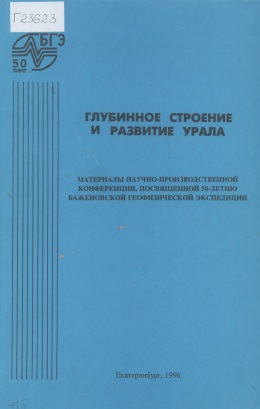 Г23623
БГЭ
50
лет
ГЛУБИННОЕ СТРОЕНИЕ
И РАЗВИТИЕ УРАЛА
МАТЕРИАЛЫ НАУЧНО-ПРОИЗВОДСТВЕННОЙ
КОНФЕРЕНЦИИ, ПОСВЯЩЕННОЙ 50-ЛЕТИЮ
БАЖЕНОВСКОЙ ГЕОФИЗИЧЕСКОЙ ЭКСПЕДИЦИИ
Екатеринбург, 1996